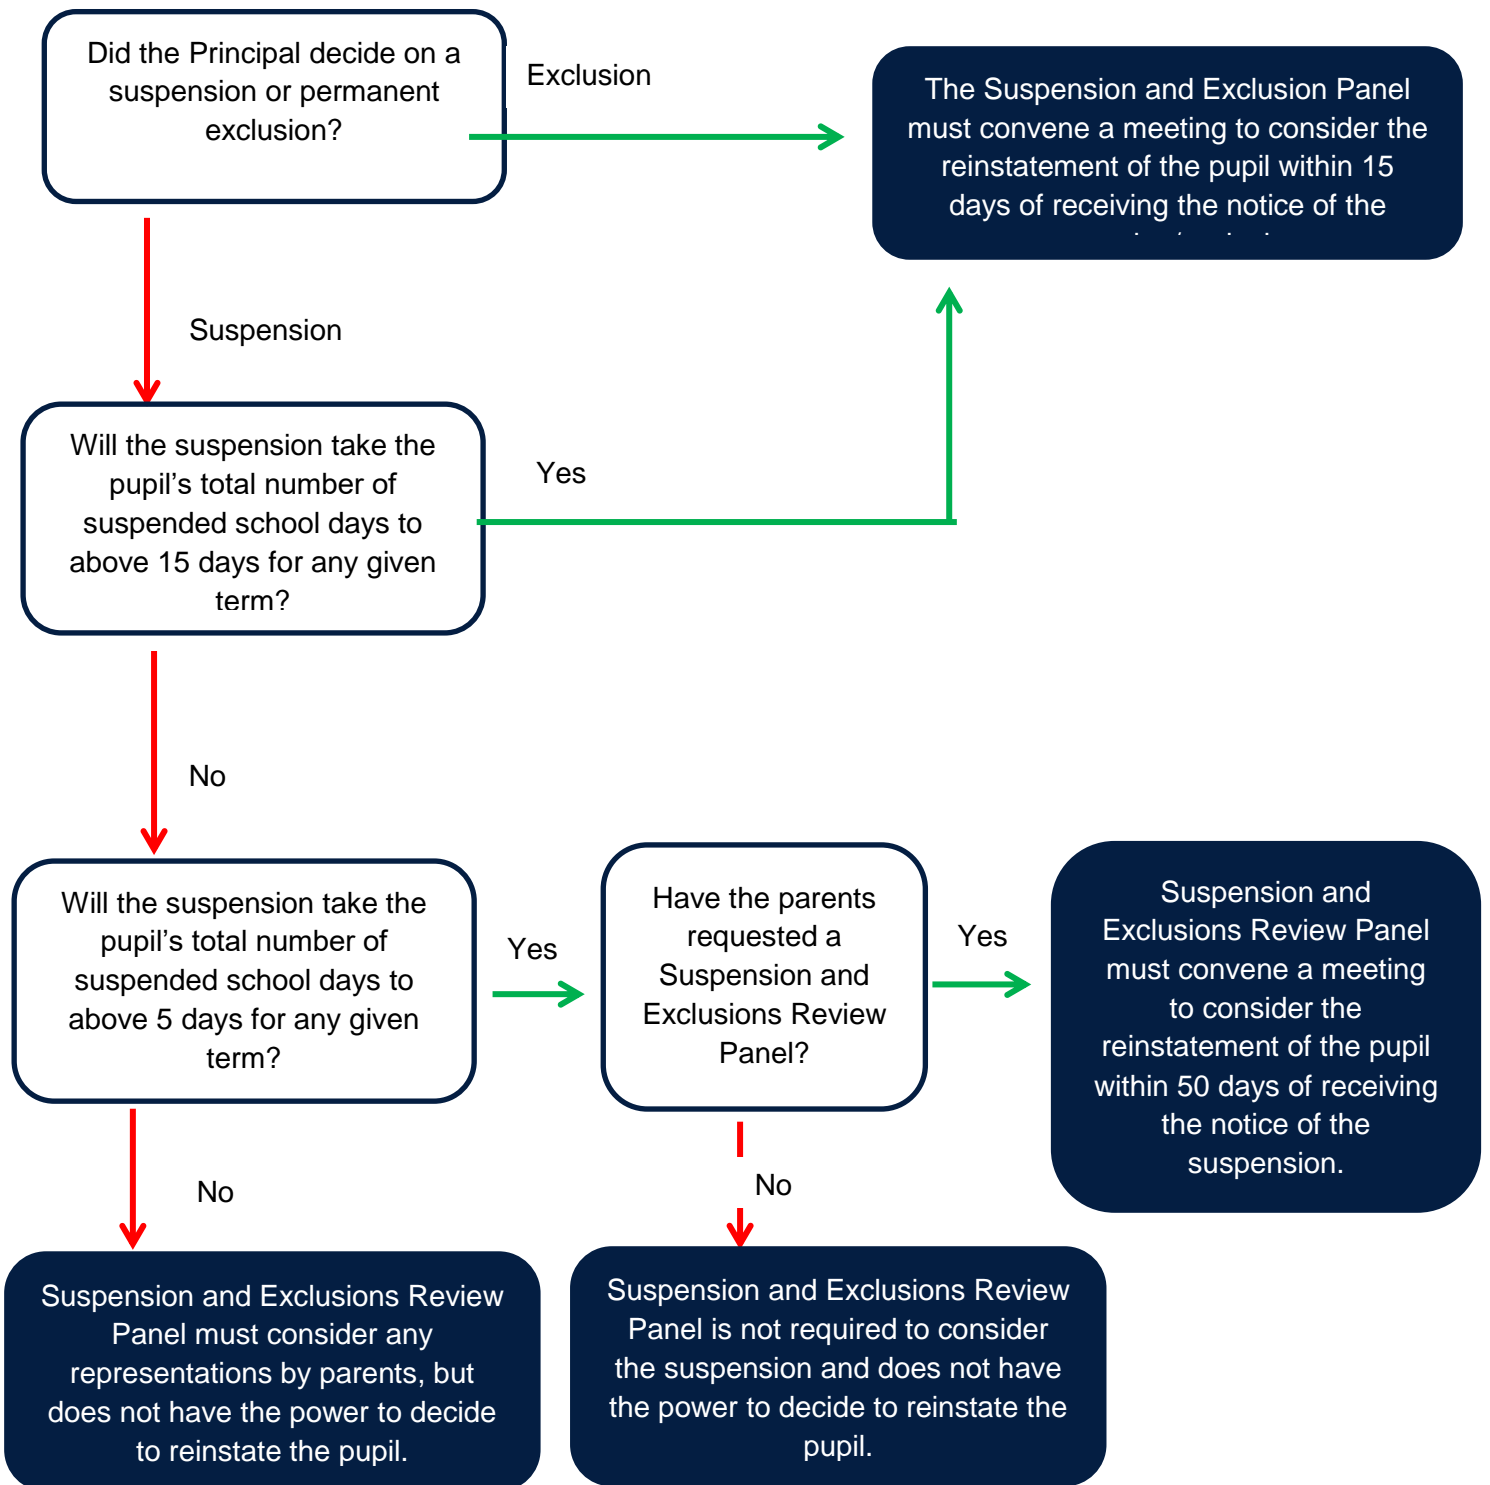 Did the Principal decide on a
suspension or permanent
exclusion?
Exclusion
The Suspension and Exclusion Panel
must convene a meeting to consider the
reinstatement of the pupil within 15
days of receiving the notice of the
Suspension
Will the suspension take the
pupil’s total number of
suspended school days to
above 15 days for any given
term?
Yes
No
Will the suspension take the
pupil’s total number of
suspended school days to
above 5 days for any given
term?
Yes
Have the parents
requested a
Suspension and
Exclusions Review
Panel?
Yes
Suspension and
Exclusions Review Panel
must convene a meeting
to consider the
reinstatement of the pupil
within 50 days of receiving
the notice of the
suspension.
No
No
Suspension and Exclusions Review
Panel must consider any
representations by parents, but
does not have the power to decide
to reinstate the pupil.
Suspension and Exclusions Review
Panel is not required to consider
the suspension and does not have
the power to decide to reinstate the
pupil.